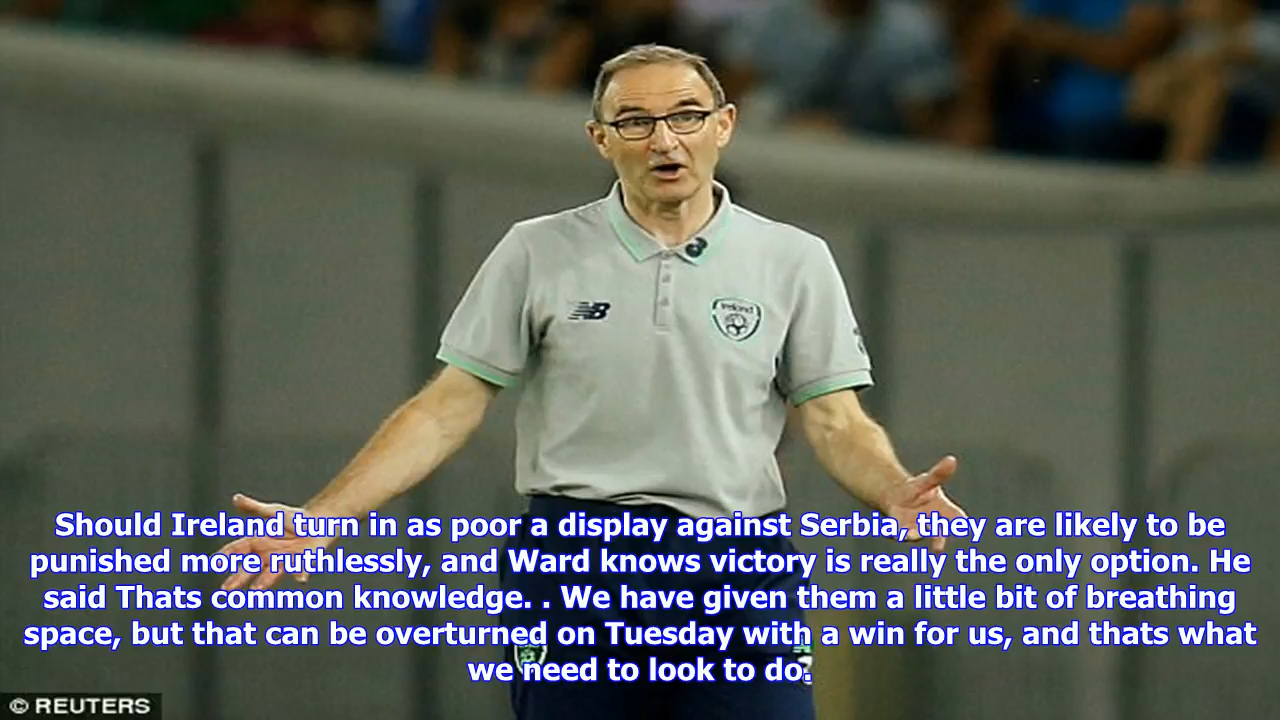 Ireland
Should Ireland turn in as poor a display against Serbia, they are likely to be
punished more ruthlessly, and Ward knows victory is really the only option. He
said Thats common knowledge. . We have given them a little bit of breathing
space, but that can be overturned on Tuesday with a win for us, and thats what
we need to look to do.
© REUTERS